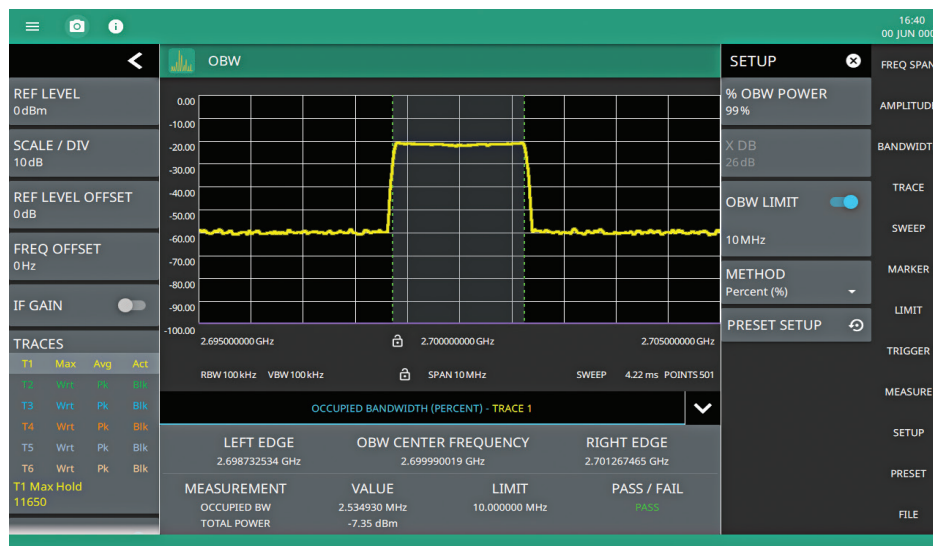 16:40
00 JUN 000
OBW
REF LEVEL
0 dBm
SCALE / DIV
10 dB
REF LEVEL OFFSET
0 dB
FREQ OFFSET
0 Hz
IF GAIN
TRACES
T1 Max Avg Act
T2 Wrt Pk Blk
T3 Wrt Pk Blk
T4 Wrt Pk Blk
T5 Wrt Pk Blk
T6 Wrt Pk Blk
T1 Max Hold
11650
0.00
-10.00
-20.00
-30.00
-40.00
-50.00
-60.00
-70.00
-80.00
-90.00
-100.00
2.695000000 GHz 2.700000000 GHz 2.705000000 GHz
RBW 100 kHz VBW 100 kHz SPAN 10 MHz SWEEP 4.22 ms POINTS 501
OCCUPIED BANDWIDTH (PERCENT) - TRACE 1
LEFT EDGE OBW CENTER FREQUENCY RIGHT EDGE
2.698732534 GHz 2.699990019 GHz 2.701267465 GHz
MEASUREMENT VALUE LIMIT PASS / FAIL
OCCUPIED BW 2.534930 MHz 10.000000 MHz PASS
TOTAL POWER -7.35 dBm
SETUP
% OBW POWER
99 %
X DB
26 dB
OBW LIMIT
10 MHz
METHOD
Percent (%)
PRESET SETUP
FREQ SPAN
AMPLITUD
BANDWIDT
TRACE
SWEEP
MARKER
LIMIT
TRIGGER
MEASURE
SETUP
PRESET
FILE